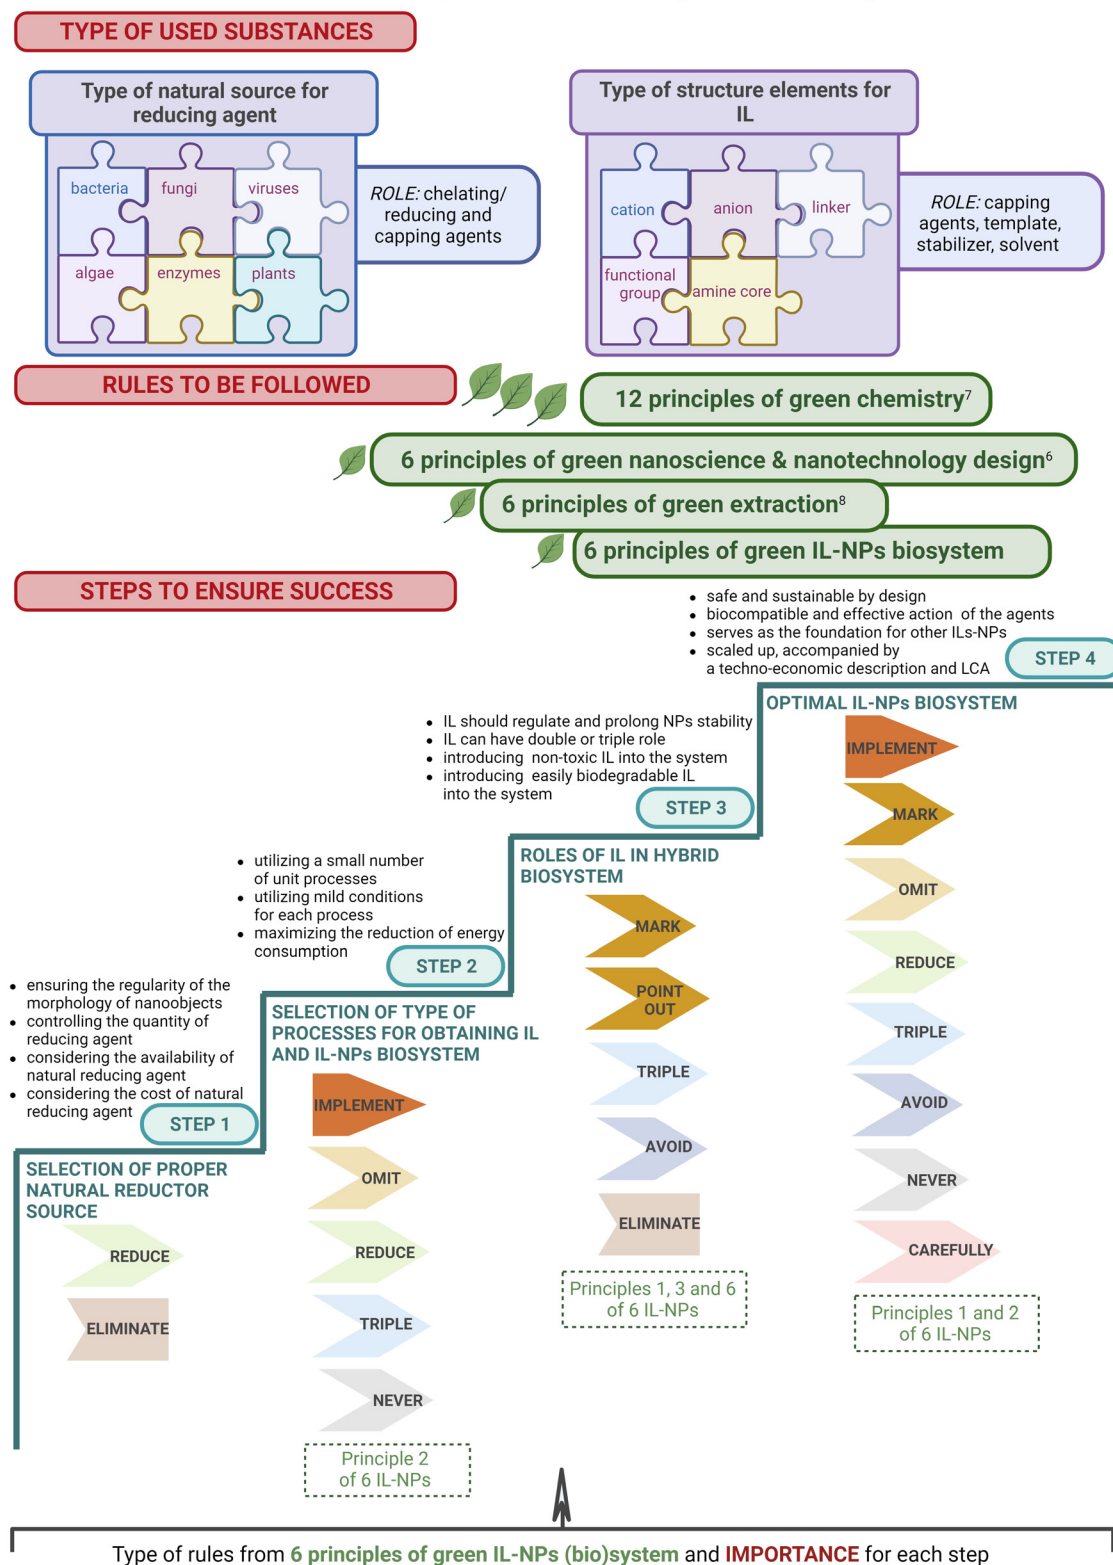 TYPE OF USED SUBSTANCES
Type of natural source for
reducing agent
bacteria
fungi
viruses
algae
enzymes
plants
ROLE: chelating/
reducing and
capping agents
Type of structure elements for
IL
cation
anion
linker
functional
group
amine core
ROLE: capping
agents, template,
stabilizer, solvent
RULES TO BE FOLLOWED
12 principles of green chemistry⁷
6 principles of green nanoscience & nanotechnology design⁶
6 principles of green extraction⁸
6 principles of green IL-NPs biosystem
STEPS TO ENSURE SUCCESS
• ensuring the regularity of the
morphology of nanoobjects
• controlling the quantity of
reducing agent
• considering the availability of
natural reducing agent
• considering the cost of natural
reducing agent
STEP 1
SELECTION OF PROPER
NATURAL REDUCTOR
SOURCE
REDUCE
ELIMINATE
• utilizing a small number
of unit processes
• utilizing mild conditions
for each process
• maximizing the reduction of energy
consumption
STEP 2
SELECTION OF TYPE OF
PROCESSES FOR OBTAINING IL
AND IL-NPs BIOSYSTEM
IMPLEMENT
OMIT
REDUCE
TRIPLE
NEVER
Principle 2
of 6 IL-NPs
• IL should regulate and prolong NPs stability
• IL can have double or triple role
• introducing non-toxic IL into the system
• introducing easily biodegradable IL
into the system
STEP 3
ROLES OF IL IN HYBRID
BIOSYSTEM
MARK
POINT
OUT
TRIPLE
AVOID
ELIMINATE
Principles 1, 3 and 6
of 6 IL-NPs
• safe and sustainable by design
• biocompatible and effective action of the agents
• serves as the foundation for other ILs-NPs
• scaled up, accompanied by
a techno-economic description and LCA
STEP 4
OPTIMAL IL-NPs BIOSYSTEM
IMPLEMENT
MARK
OMIT
REDUCE
TRIPLE
AVOID
NEVER
CAREFULLY
Principles 1 and 2
of 6 IL-NPs
Type of rules from 6 principles of green IL-NPs (bio)system and IMPORTANCE for each step